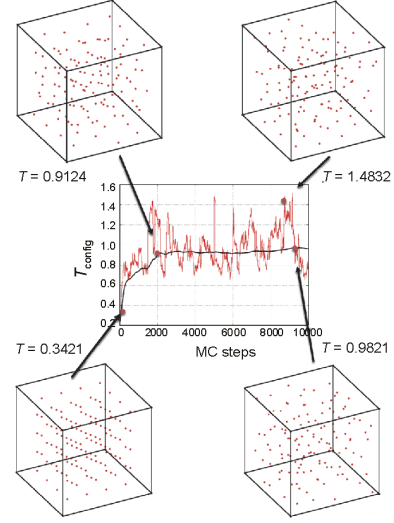 T = 0.9124
T = 1.4832
1.6
1.4
1.2
1.0
0.8
0.6
0.4
0.2
T config
0 2000 4000 6000 8000 10000
MC steps
T = 0.3421
T = 0.9821